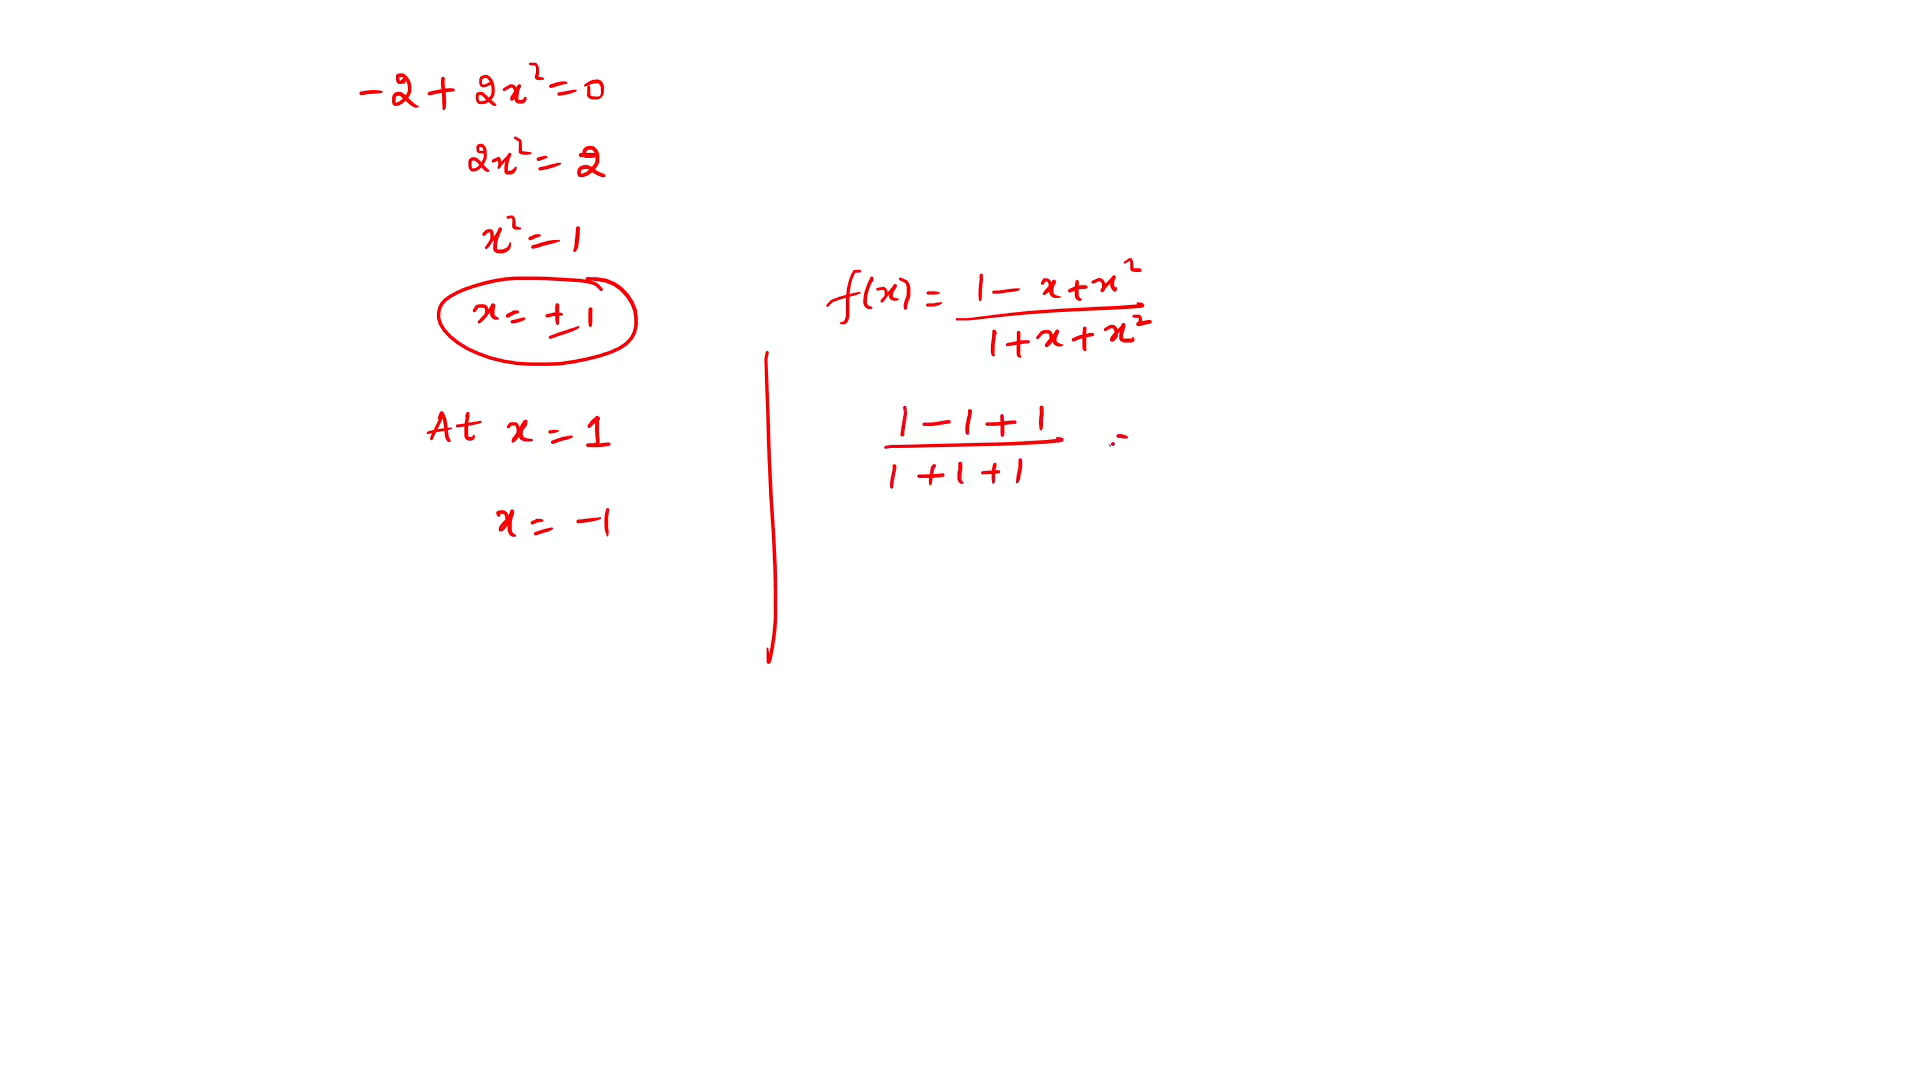 -2 + 2x² = 0
2x² = 2
x² = 1
x = ± 1
At x = 1
x = -1
f(x) = (1 - x + x²) / (1 + x + x²)
(1 - 1 + 1) / (1 + 1 + 1) =